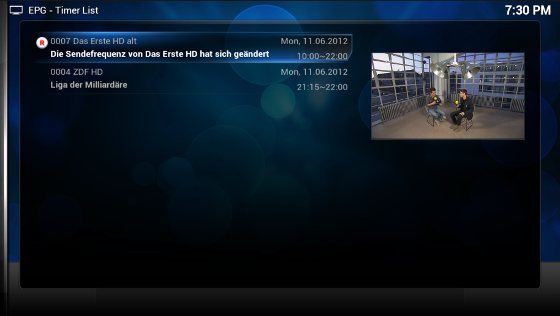 EPG - Timer List
7:30 PM
R 0007 Das Erste HD alt Mon, 11.06.2012
Die Sendefrequenz von Das Erste HD hat sich geändert 10:00~22:00
0004 ZDF HD Mon, 11.06.2012
Liga der Milliardäre 21:15~22:00